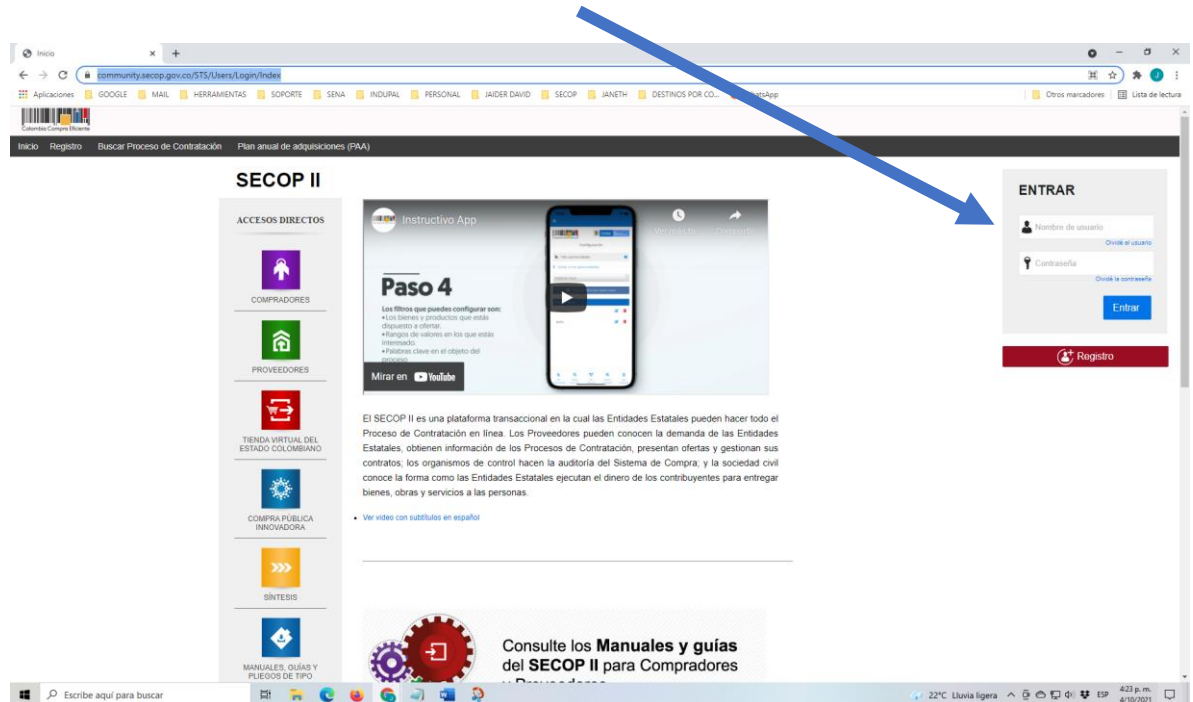 Inicio
community.secop.gov.co/STS/Users/Login/Index
Aplicaciones GOOGLE MAIL HERRAMIENTAS SOPORTE SENA INDUPAL PERSONAL JAIDER DAVID SECOP JANETH DESTINOS POR CO... Otros marcadores Lista de lectura
Colombia Compra Eficiente
Inicio Registro Buscar Proceso de Contratación Plan anual de adquisiciones (PAA)
SECOP II
ACCESOS DIRECTOS
COMPRADORES
PROVEEDORES
TIENDA VIRTUAL DEL
ESTADO COLOMBIANO
COMPRA PÚBLICA
INNOVADORA
SÍNTESIS
MANUALES, GUÍAS Y
PLIEGOS DE TIPO
Instructivo App
Paso 4
Los filtros que puedes configurar son:
•Los bienes y productos que estás
dispuesto a ofertar.
•Rangos de valores en los que estás
interesado.
•Palabras clave en el objeto del
proceso
Mirar en YouTube
El SECOP II es una plataforma transaccional en la cual las Entidades Estatales pueden hacer todo el
Proceso de Contratación en línea. Los Proveedores pueden conocen la demanda de las Entidades
Estatales, obtienen información de los Procesos de Contratación, presentan ofertas y gestionan sus
contratos; los organismos de control hacen la auditoría del Sistema de Compra; y la sociedad civil
conoce la forma como las Entidades Estatales ejecutan el dinero de los contribuyentes para entregar
bienes, obras y servicios a las personas.
Ver video con subtítulos en español
Consulte los Manuales y guías
del SECOP II para Compradores
ENTRAR
Nombre de usuario
Olvidé el usuario
Contraseña
Olvidé la contraseña
Entrar
Registro
Escribe aquí para buscar
22°C Lluvia ligera ESP 4:23 p. m.
4/10/2021